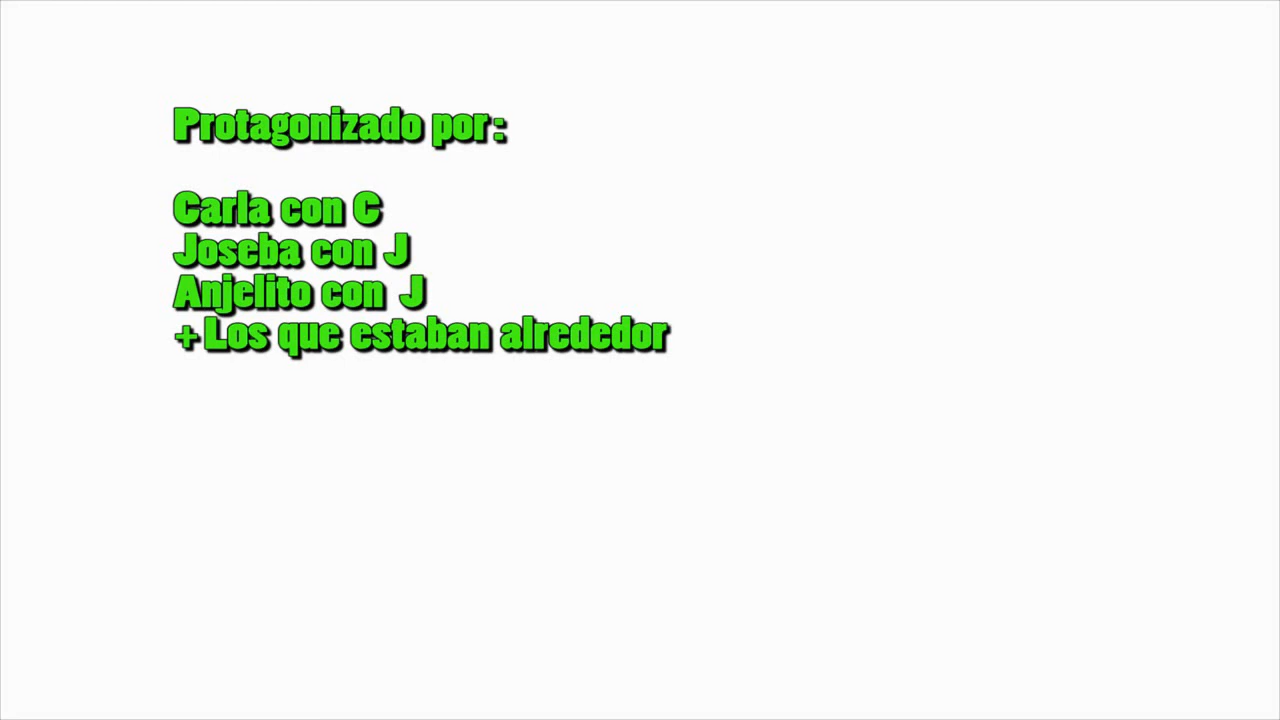 Protagonizado por:
Carla con C
Joseba con J
Anjelito con J
+Los que estaban alrededor